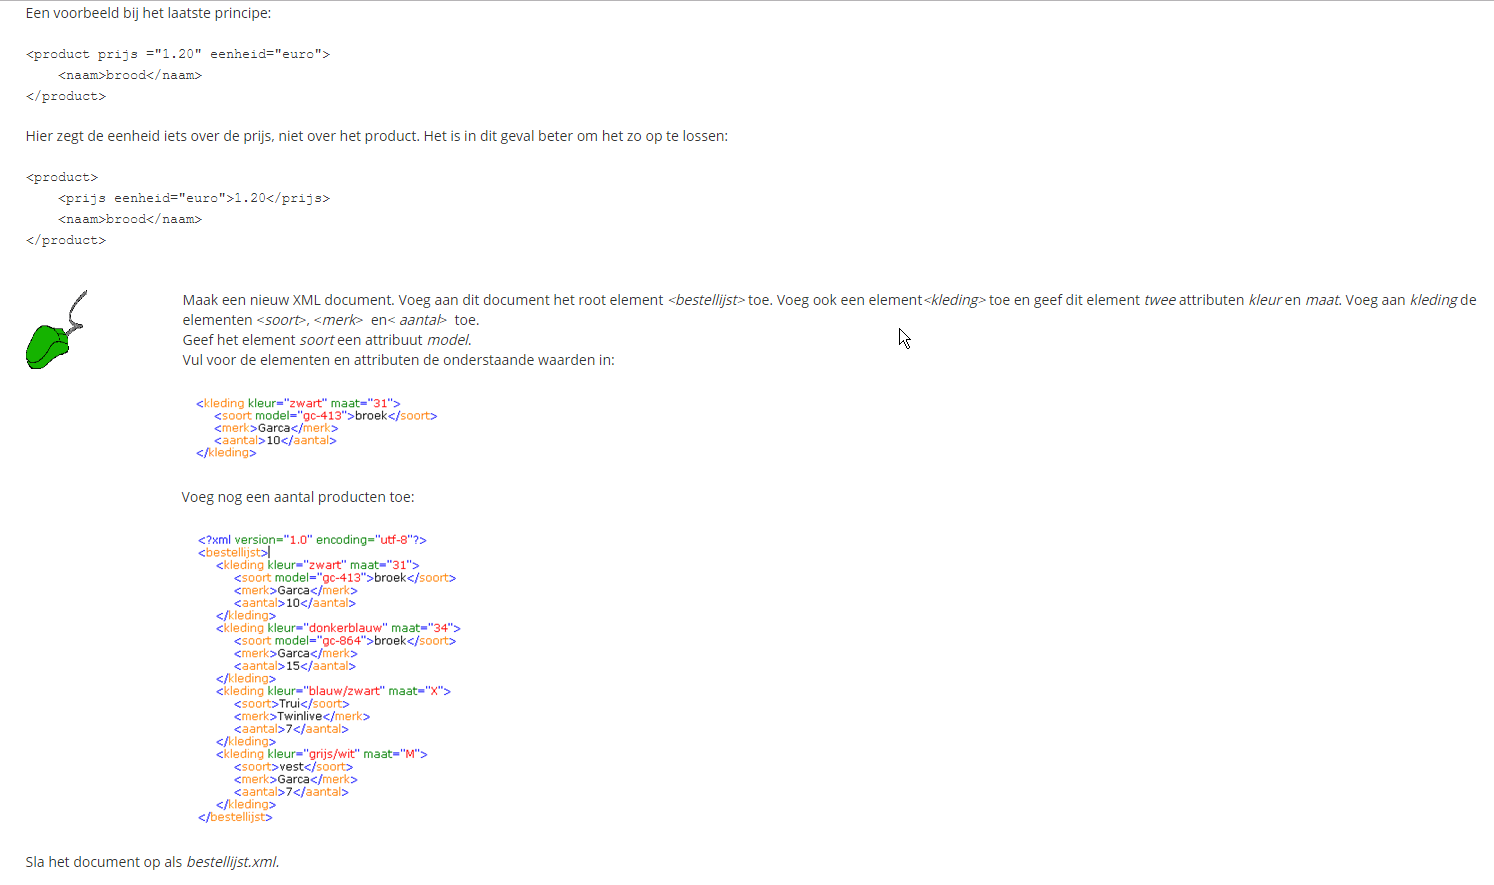 Een voorbeeld bij het laatste principe:
<product prijs ="1.20" eenheid="euro">
<naam>brood</naam>
</product>
Hier zegt de eenheid iets over de prijs, niet over het product. Het is in dit geval beter om het zo op te lossen:
<product>
<prijs eenheid="euro">1.20</prijs>
<naam>brood</naam>
</product>
Maak een nieuw XML document. Voeg aan dit document het root element <bestellijst> toe. Voeg ook een element<kleding> toe en geef dit element twee attributen kleur en maat. Voeg aan kleding de
elementen <soort>, <merk> en< aantal> toe.
Geef het element soort een attribuut model.
Vul voor de elementen en attributen de onderstaande waarden in:
<kleding kleur="zwart" maat="31">
<soort model="gc-413">broek</soort>
<merk>Garca</merk>
<aantal>10</aantal>
</kleding>
Voeg nog een aantal producten toe:
<?xml version="1.0" encoding="utf-8"?>
<bestellijst>
<kleding kleur="zwart" maat="31">
<soort model="gc-413">broek</soort>
<merk>Garca</merk>
<aantal>10</aantal>
</kleding>
<kleding kleur="donkerblauw" maat="34">
<soort model="gc-864">broek</soort>
<merk>Garca</merk>
<aantal>15</aantal>
</kleding>
<kleding kleur="blauw/zwart" maat="X">
<soort>Trui</soort>
<merk>Twinlive</merk>
<aantal>7</aantal>
</kleding>
<kleding kleur="grijs/wit" maat="M">
<soort>vest</soort>
<merk>Garca</merk>
<aantal>7</aantal>
</kleding>
</bestellijst>
Sla het document op als bestellijst.xml.